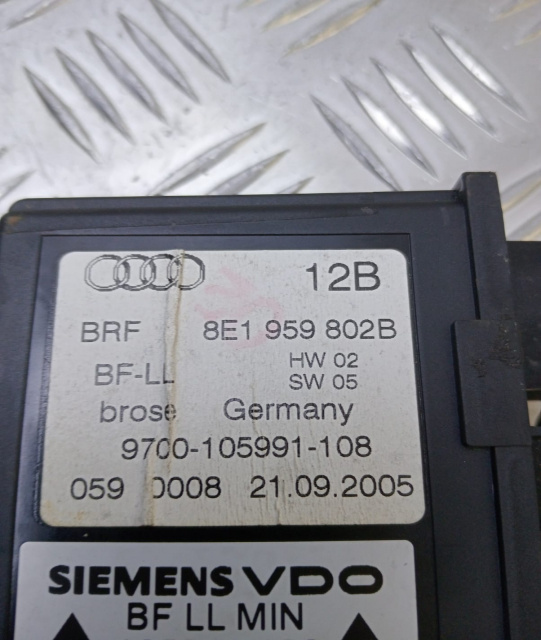 12B
BRF 8E1 959 802B
BF-LL HW 02
SW 05
brose Germany
9700-105991-108
059 0008 21.09.2005
SIEMENS VDO
BF LL MIN